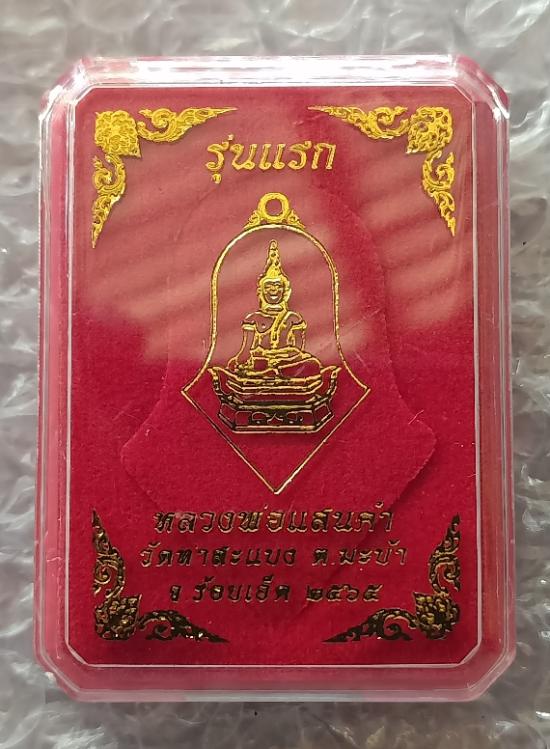 รุ่นแรก
หลวงพ่อแสนคำ
วัดท่าสะแบง ต.มะบ้า
จ.ร้อยเอ็ด ๒๕๖๕